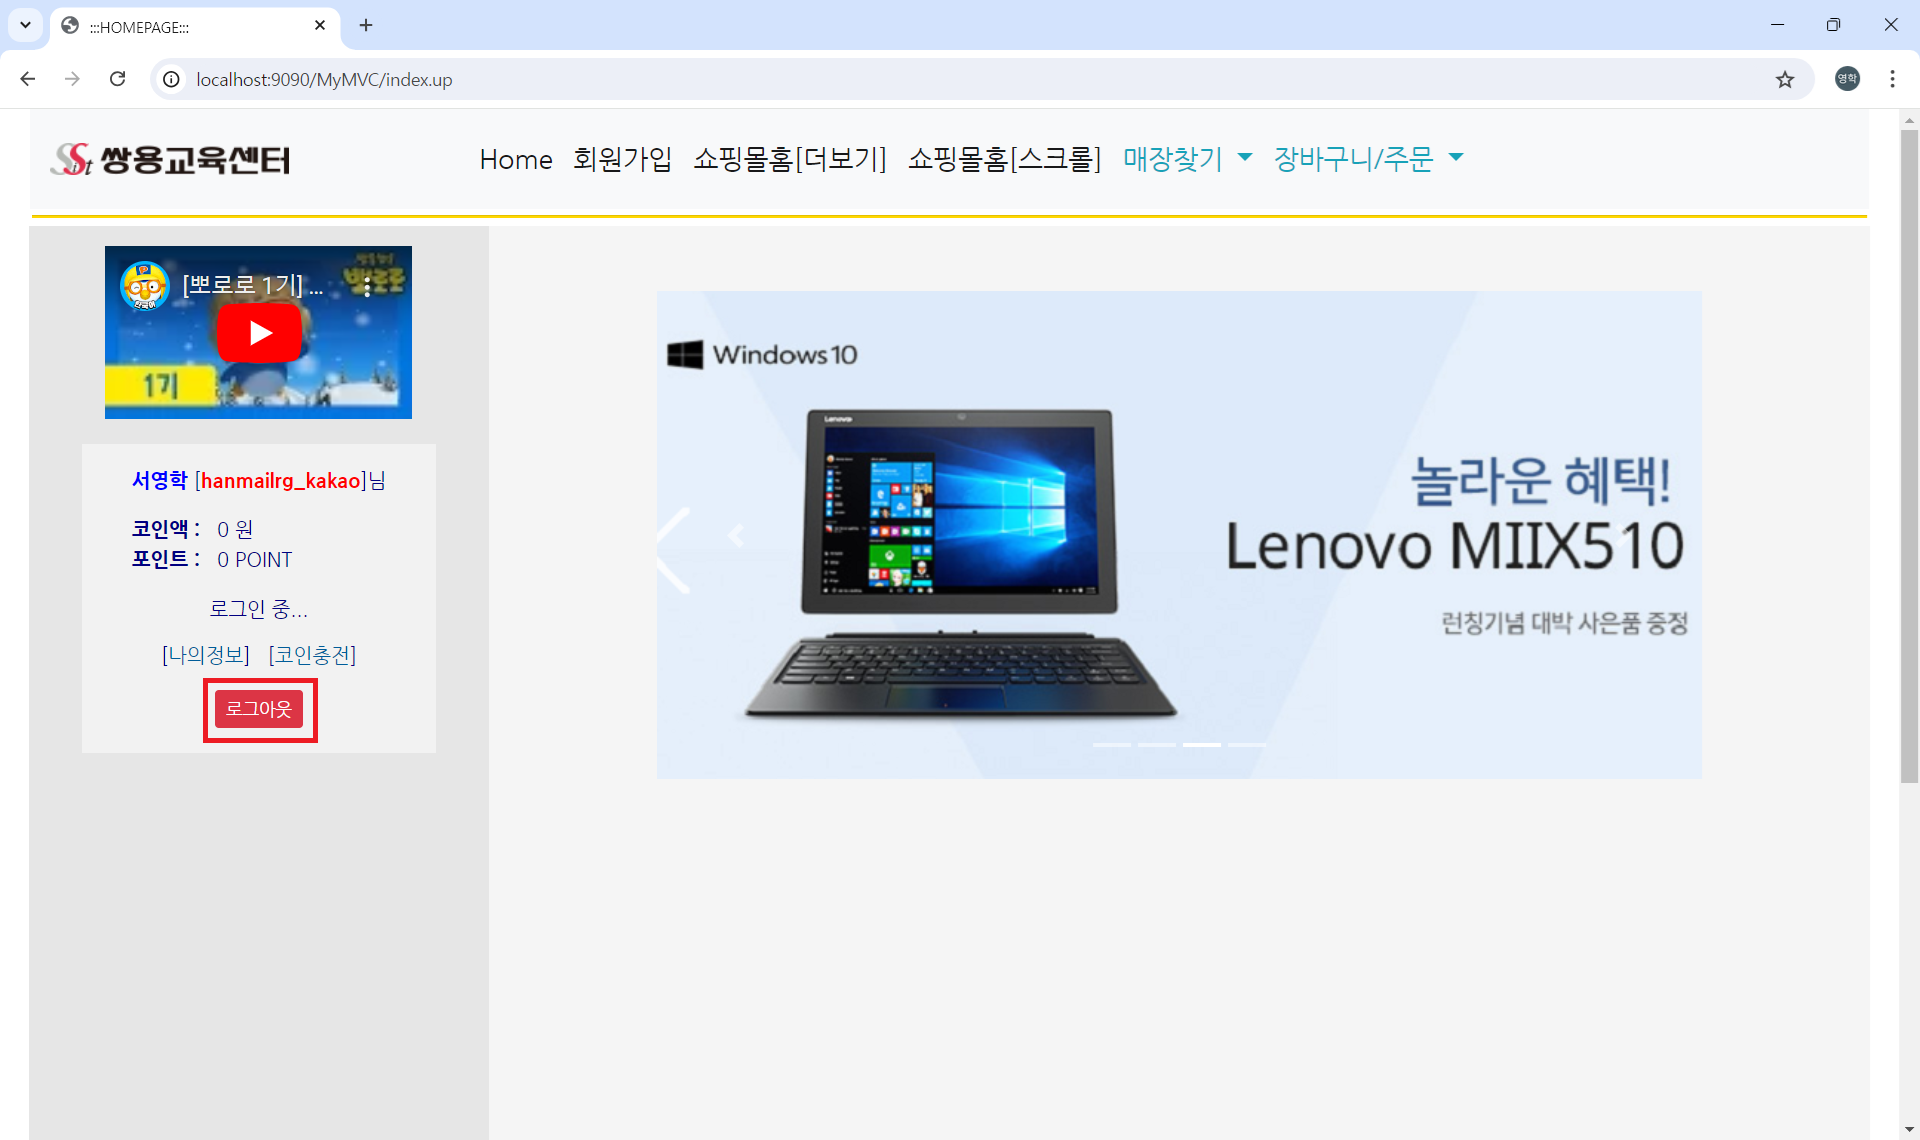 :::HOMEPAGE:::
localhost:9090/MyMVC/index.up
영학
SSit 쌍용교육센터
Home 회원가입 쇼핑몰홈[더보기] 쇼핑몰홈[스크롤] 매장찾기 장바구니/주문
[뽀로로 1기] ...
뽀로로
1기
서영학 [hanmailrg_kakao]님
코인액 : 0 원
포인트 : 0 POINT
로그인 중...
[나의정보] [코인충전]
로그아웃
Windows 10
Lenovo
놀라운 혜택!
Lenovo MIIX510
런칭기념 대박 사은품 증정